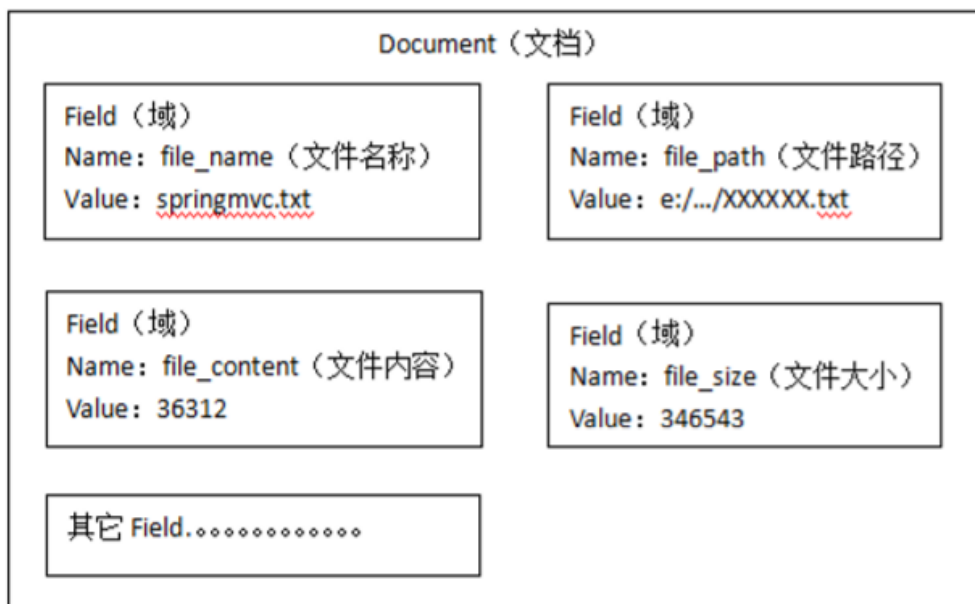 Document（文档）
Field（域）
Name：file_name（文件名称）
Value：springmvc.txt
Field（域）
Name：file_path（文件路径）
Value：e:/.../XXXXXX.txt
Field（域）
Name：file_content（文件内容）
Value：36312
Field（域）
Name：file_size（文件大小）
Value：346543
其它 Field.。。。。。。。。。。。。